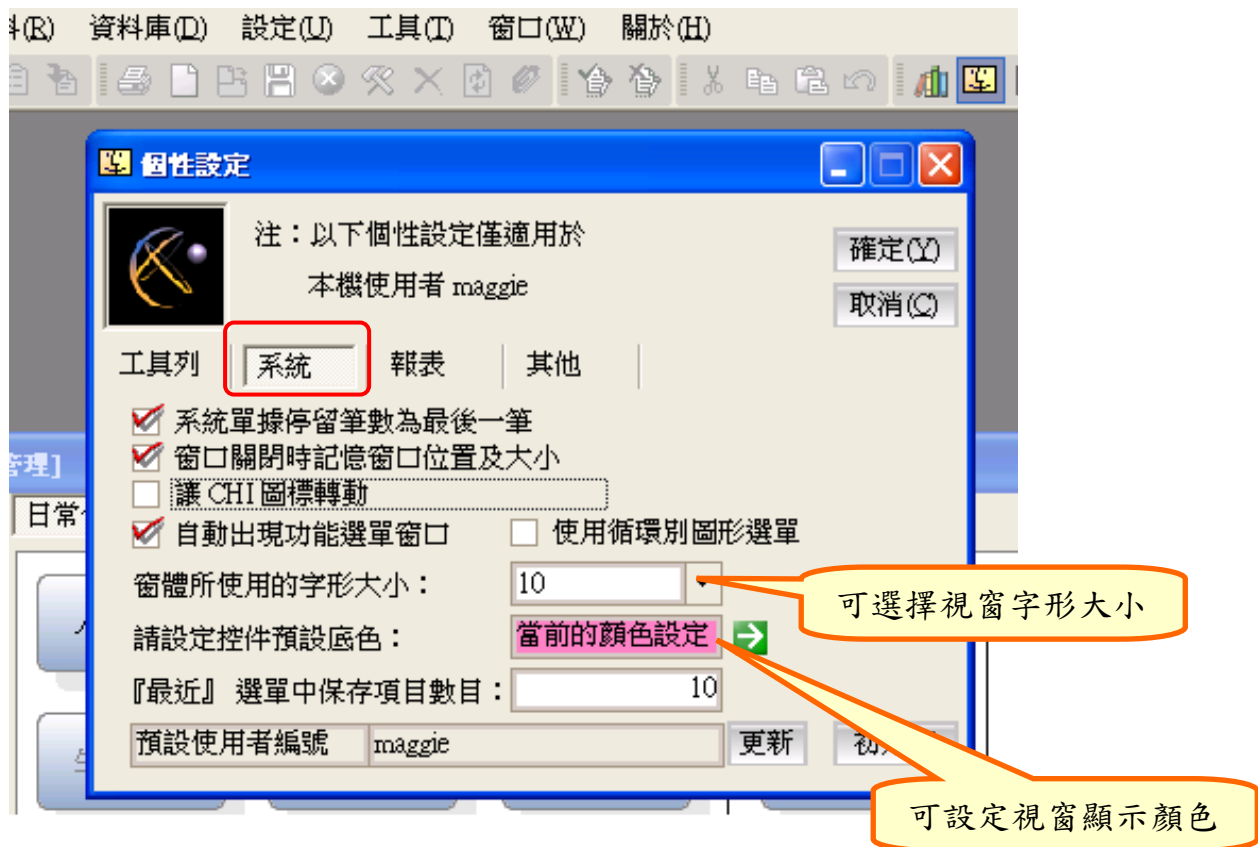 (R) 資料庫(D) 設定(U) 工具(T) 窗口(W) 關於(H)
個性設定
注：以下個性設定僅適用於
本機使用者 maggie
確定(Y)
取消(C)
工具列 系統 報表 其他
系統單據停留筆數為最後一筆
窗口關閉時記憶窗口位置及大小
讓 CHI 圖標轉動
自動出現功能選單窗口 使用循環別圖形選單
窗體所使用的字形大小： 10
可選擇視窗字形大小
請設定控件預設底色： 當前的顏色設定
『最近』 選單中保存項目數目： 10
預設使用者編號 maggie 更新 初
可設定視窗顯示顏色
管理]
日常